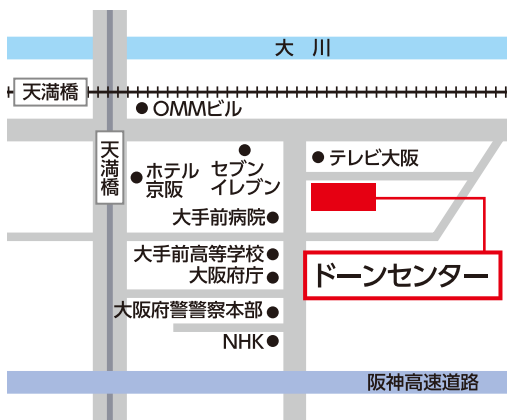 大 川
天満橋
OMMビル
天満橋
ホテル
京阪
セブン
イレブン
テレビ大阪
大手前病院
大手前高等学校
大阪府庁
ドーンセンター
大阪府警警察本部
NHK
阪神高速道路